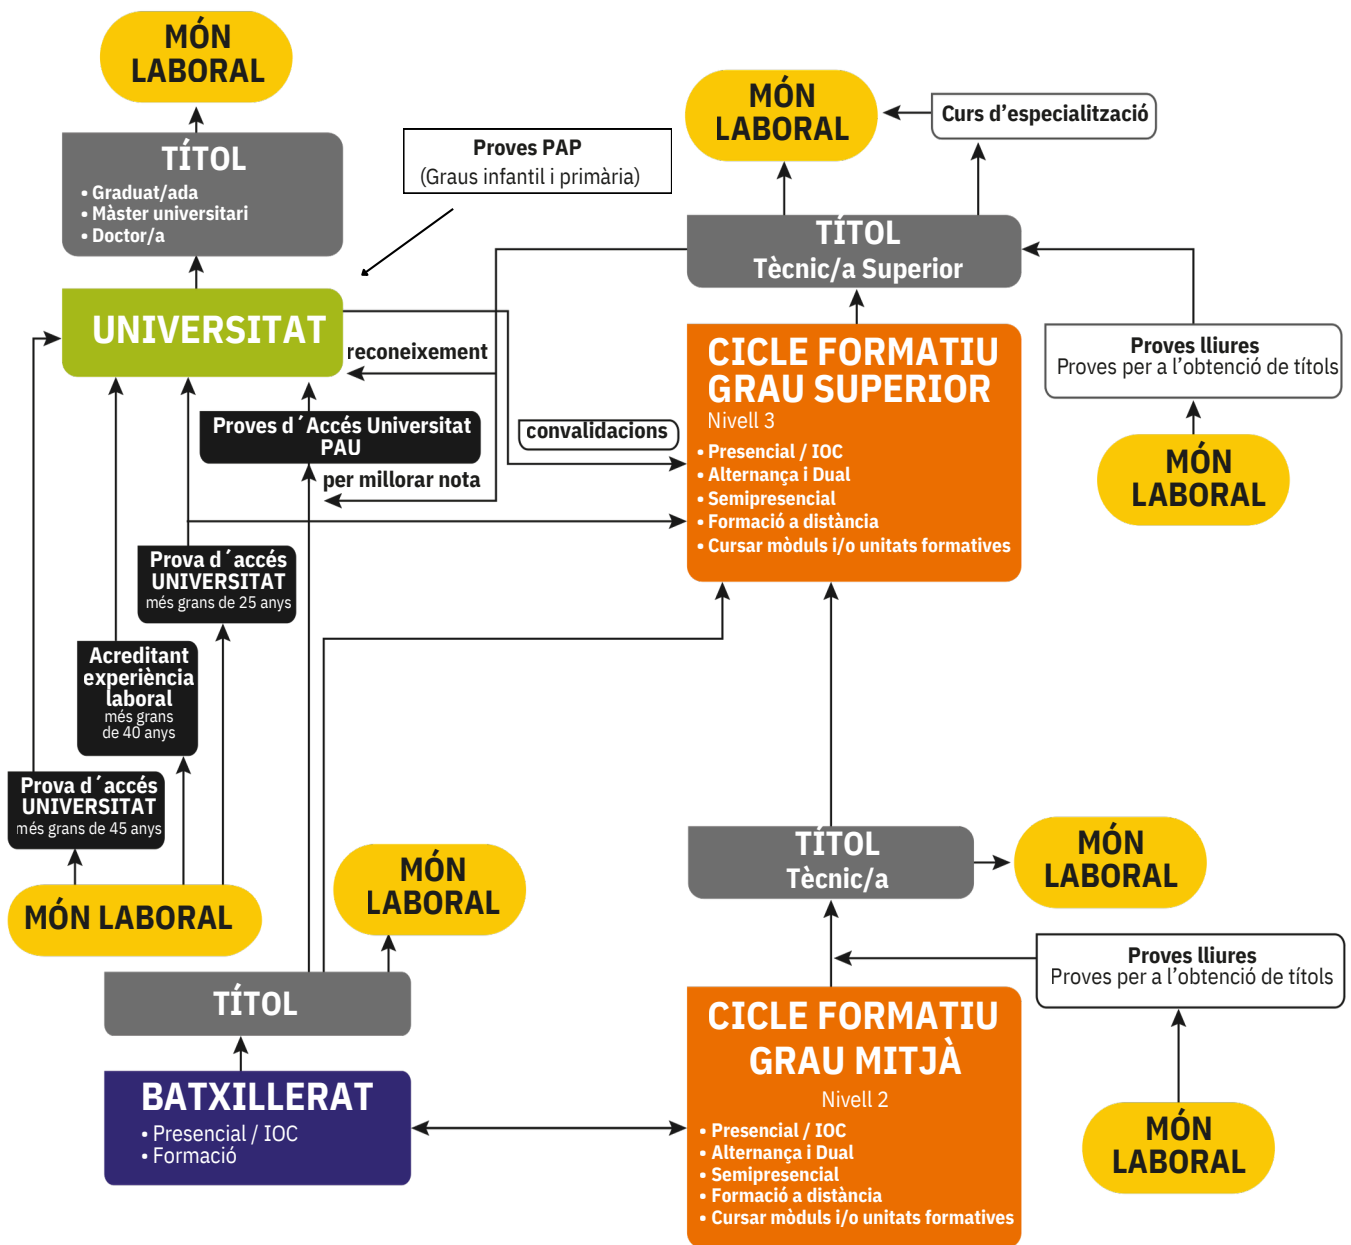 MÓN
LABORAL
TÍTOL
• Graduat/ada
• Màster universitari
• Doctor/a
Proves PAP
(Graus infantil i primària)
MÓN
LABORAL
Curs d’especialització
TÍTOL
Tècnic/a Superior
UNIVERSITAT
reconeixement
Proves d´Accés Universitat
PAU
per millorar nota
convalidacions
CICLE FORMATIU
GRAU SUPERIOR
Nivell 3
• Presencial / IOC
• Alternança i Dual
• Semipresencial
• Formació a distància
• Cursar mòduls i/o unitats formatives
Proves lliures
Proves per a l’obtenció de títols
MÓN
LABORAL
Prova d´accés
UNIVERSITAT
més grans de 25 anys
Acreditant
experiència
laboral
més grans
de 40 anys
Prova d´accés
UNIVERSITAT
més grans de 45 anys
MÓN LABORAL
MÓN
LABORAL
TÍTOL
Tècnic/a
MÓN
LABORAL
Proves lliures
Proves per a l’obtenció de títols
TÍTOL
BATXILLERAT
• Presencial / IOC
• Formació
CICLE FORMATIU
GRAU MITJÀ
Nivell 2
• Presencial / IOC
• Alternança i Dual
• Semipresencial
• Formació a distància
• Cursar mòduls i/o unitats formatives
MÓN
LABORAL